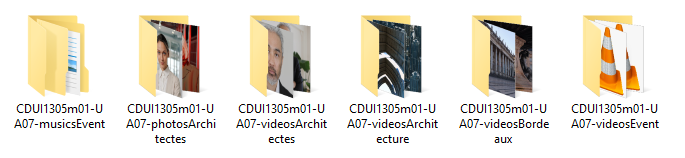 CDUI1305m01-U
A07-musicsEvent
CDUI1305m01-U
A07-photosArchi
tectes
CDUI1305m01-U
A07-videosArchit
ectes
CDUI1305m01-U
A07-videosArchit
ecture
CDUI1305m01-U
A07-videosBorde
aux
CDUI1305m01-U
A07-videosEvent